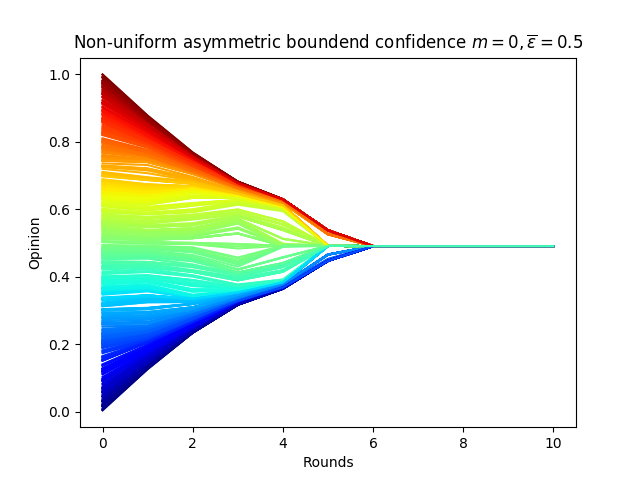 Non-uniform asymmetric boundend confidence $m = 0, \overline{\varepsilon} = 0.5$
1.0
0.8
0.6
0.4
0.2
0.0
Opinion
0 2 4 6 8 10
Rounds